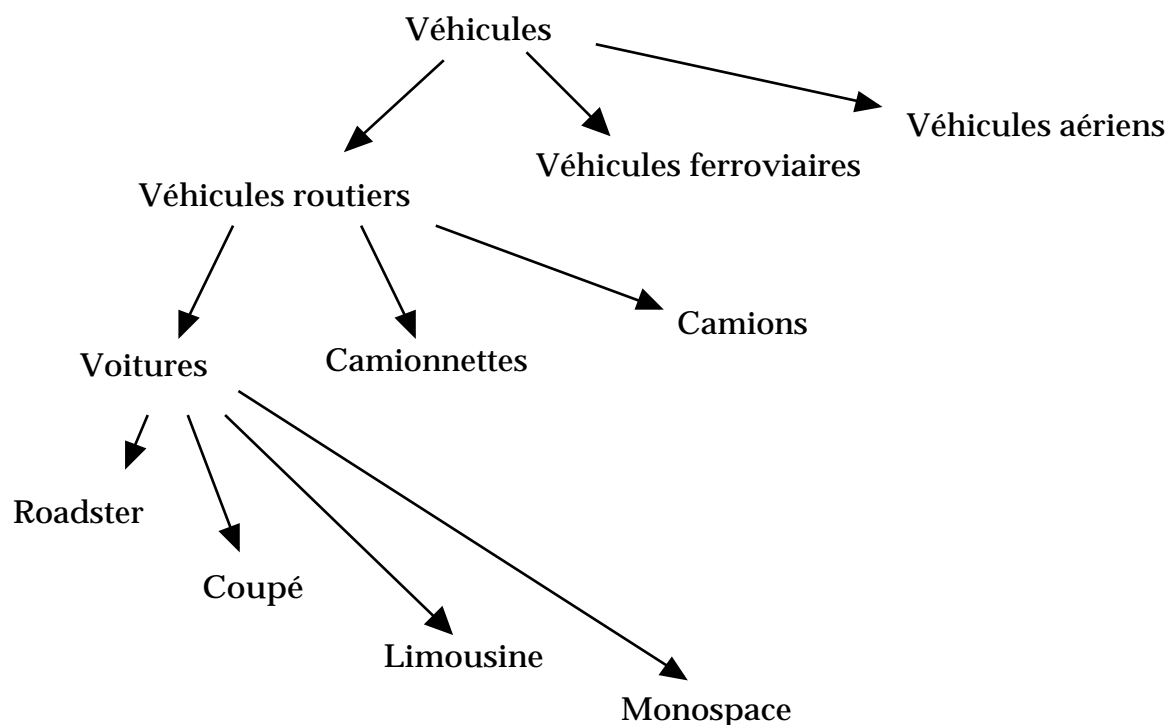 Véhicules
Véhicules aériens
Véhicules ferroviaires
Véhicules routiers
Camions
Camionnettes
Voitures
Roadster
Coupé
Limousine
Monospace